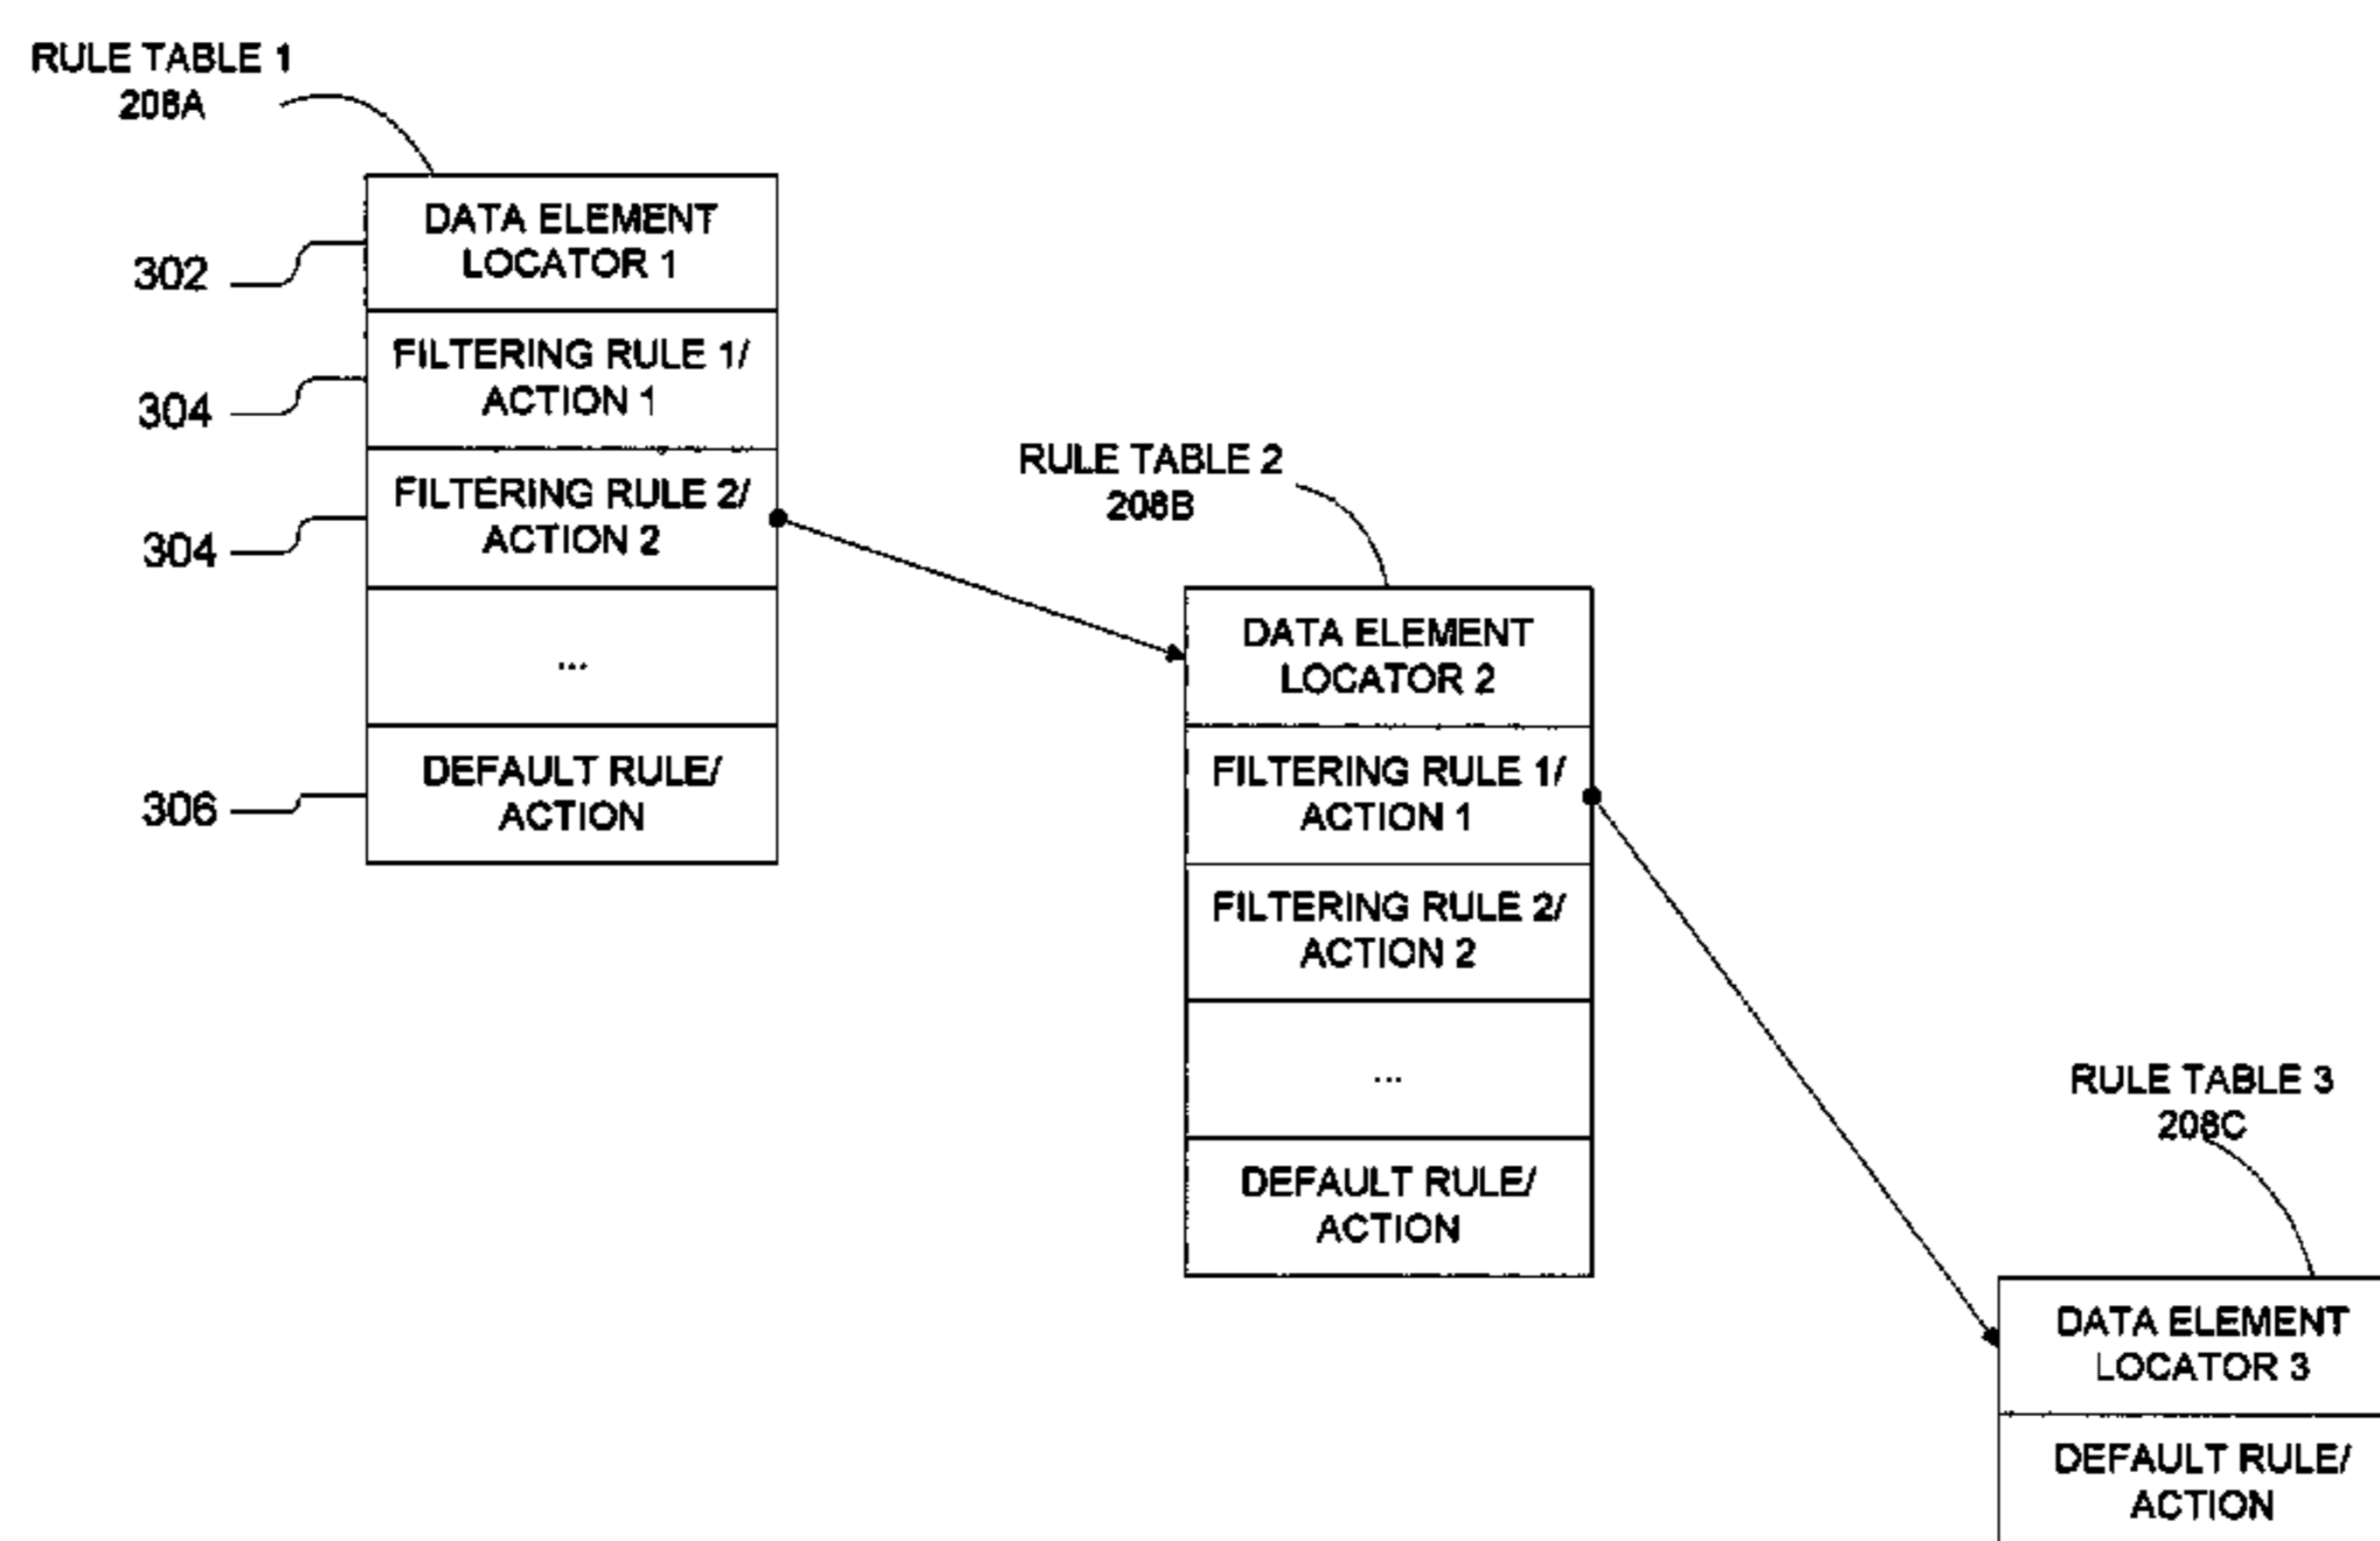 RULE TABLE 1
208A
302
DATA ELEMENT
LOCATOR 1
304
FILTERING RULE 1/
ACTION 1
304
FILTERING RULE 2/
ACTION 2
...
306
DEFAULT RULE/
ACTION
RULE TABLE 2
208B
DATA ELEMENT
LOCATOR 2
FILTERING RULE 1/
ACTION 1
FILTERING RULE 2/
ACTION 2
...
DEFAULT RULE/
ACTION
RULE TABLE 3
208C
DATA ELEMENT
LOCATOR 3
DEFAULT RULE/
ACTION